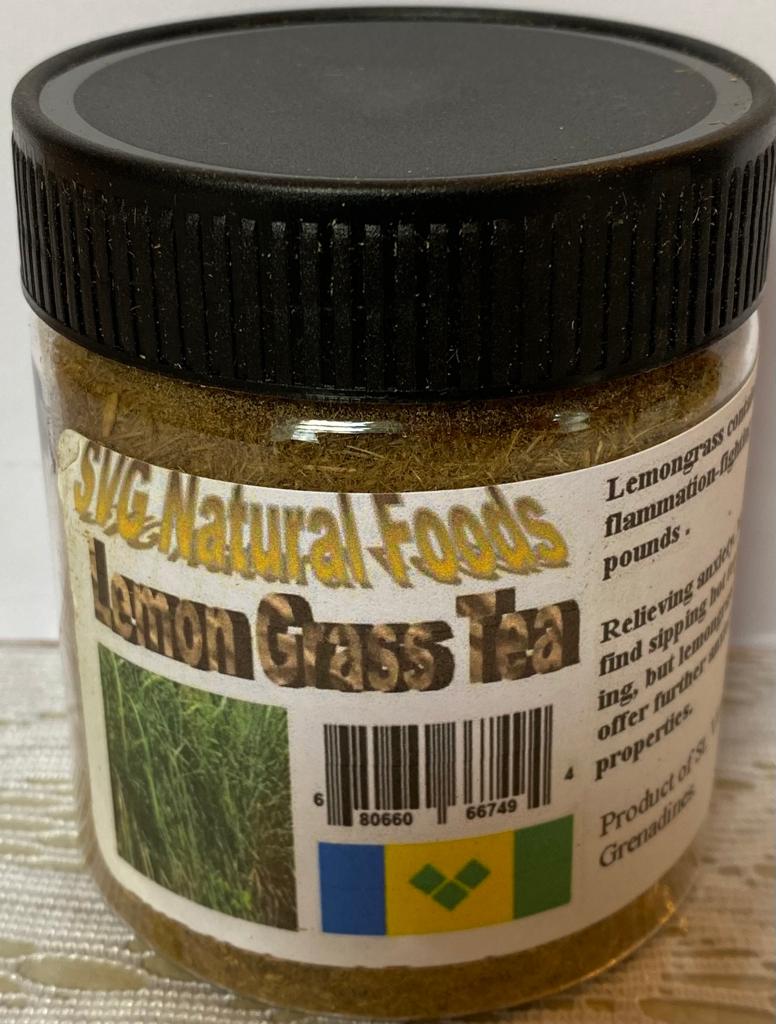 SVG Natural Foods
Lemon Grass Tea
6 80660 66749 4
Lemongrass
flammation-
pounds .
Relieving anxiety.
find sipping hot
ing, but
offer further
properties.
Product of St.
Grenadines